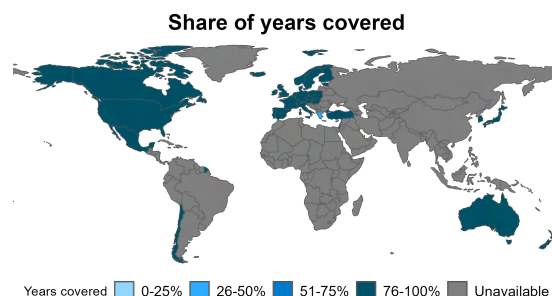 Share of years covered
Years covered 0-25% 26-50% 51-75% 76-100% Unavailable